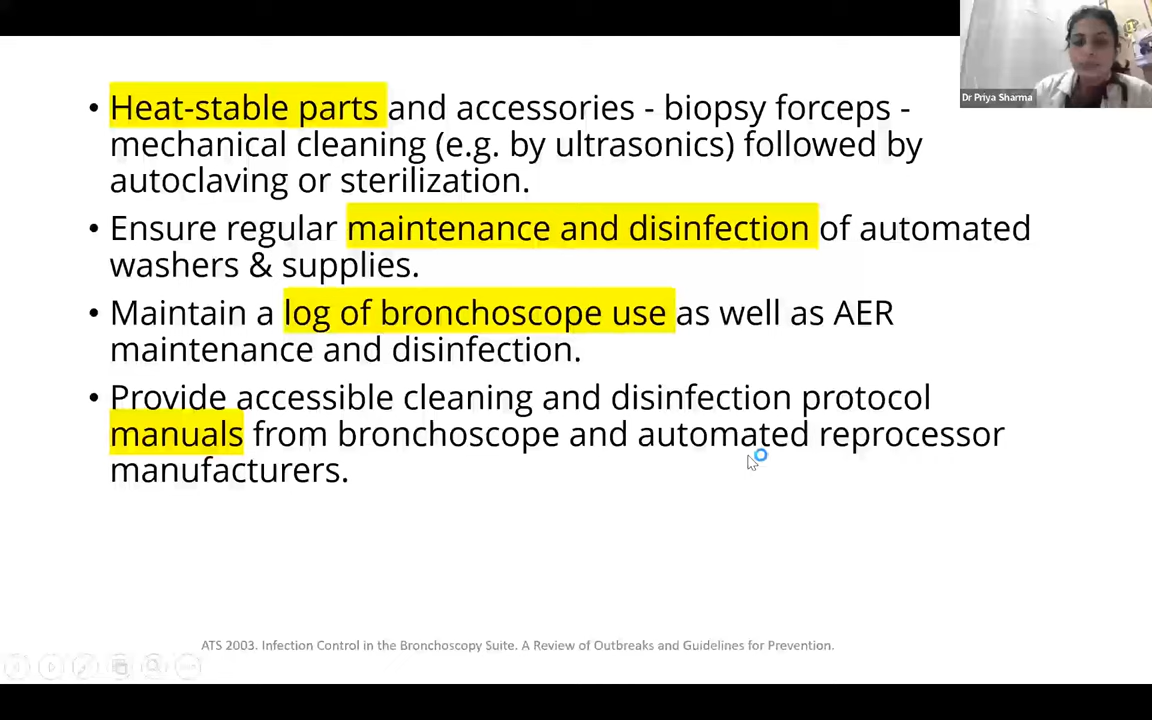 Dr Priya Sharma
• Heat-stable parts and accessories - biopsy forceps -
mechanical cleaning (e.g. by ultrasonics) followed by
autoclaving or sterilization.
• Ensure regular maintenance and disinfection of automated
washers & supplies.
• Maintain a log of bronchoscope use as well as AER
maintenance and disinfection.
• Provide accessible cleaning and disinfection protocol
manuals from bronchoscope and automated reprocessor
manufacturers.
ATS 2003. Infection Control in the Bronchoscopy Suite. A Review of Outbreaks and Guidelines for Prevention.